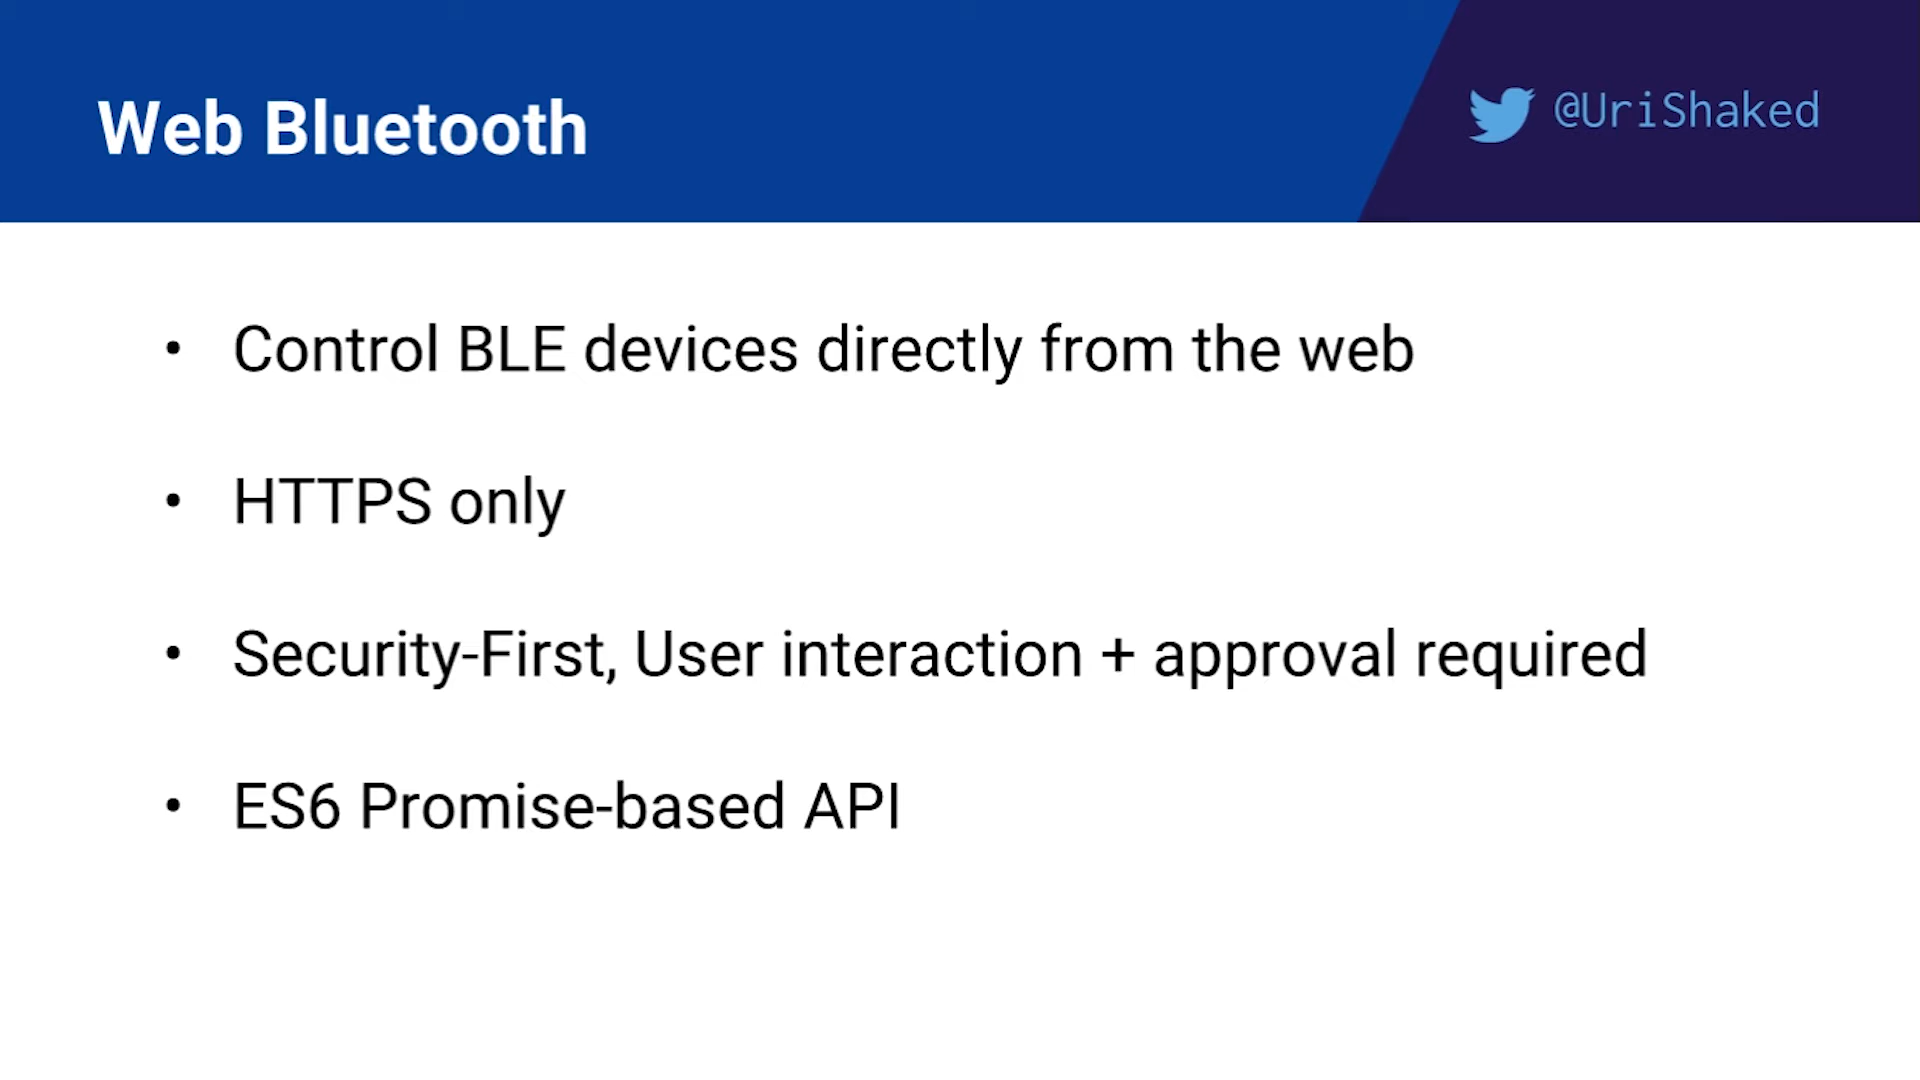 Web Bluetooth
@UriShaked
• Control BLE devices directly from the web
• HTTPS only
• Security-First, User interaction + approval required
• ES6 Promise-based API